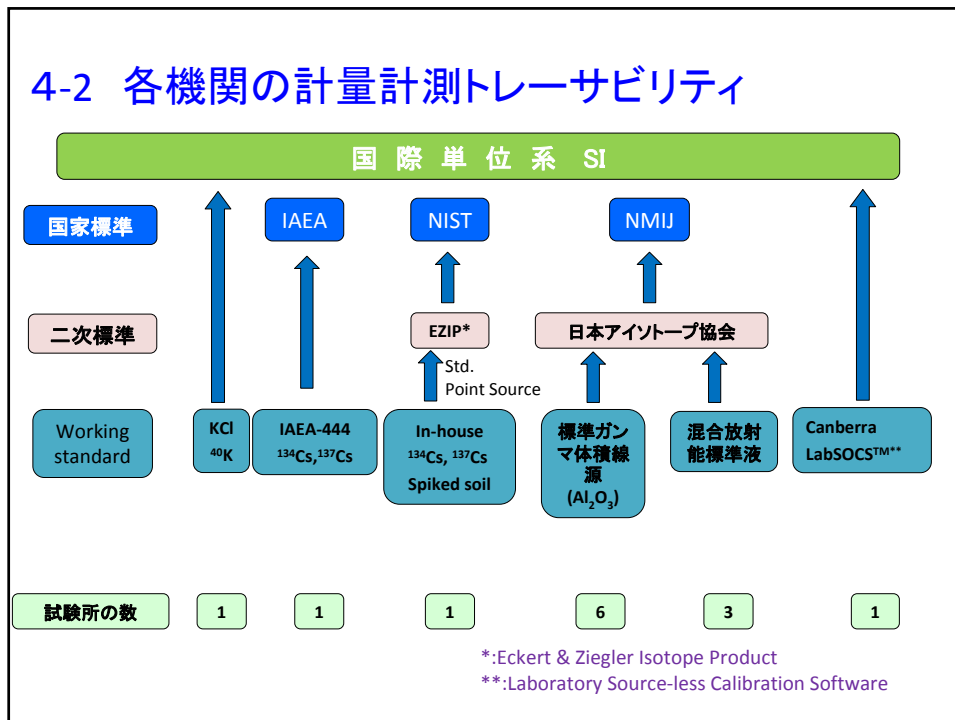 4-2 各機関の計量計測トレーサビリティ
国 際 単 位 系 SI
国家標準
IAEA
NIST
NMIJ
二次標準
EZIP*
日本アイソトープ協会
Std.
Point Source
Working
standard
KCl
⁴⁰K
IAEA-444
¹³⁴Cs,¹³⁷Cs
In-house
¹³⁴Cs, ¹³⁷Cs
Spiked soil
標準ガン
マ体積線
源
(Al₂O₃)
混合放射
能標準液
Canberra
LabSOCS™**
試験所の数
1
1
1
6
3
1
*:Eckert & Ziegler Isotope Product
**:Laboratory Source-less Calibration Software